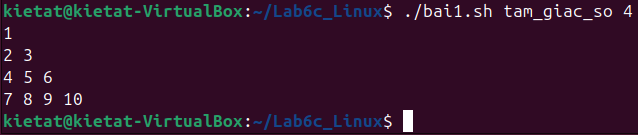 kietat@kietat-VirtualBox:~/Lab6c_Linux$ ./bai1.sh tam_giac_so 4
1
2 3
4 5 6
7 8 9 10
kietat@kietat-VirtualBox:~/Lab6c_Linux$